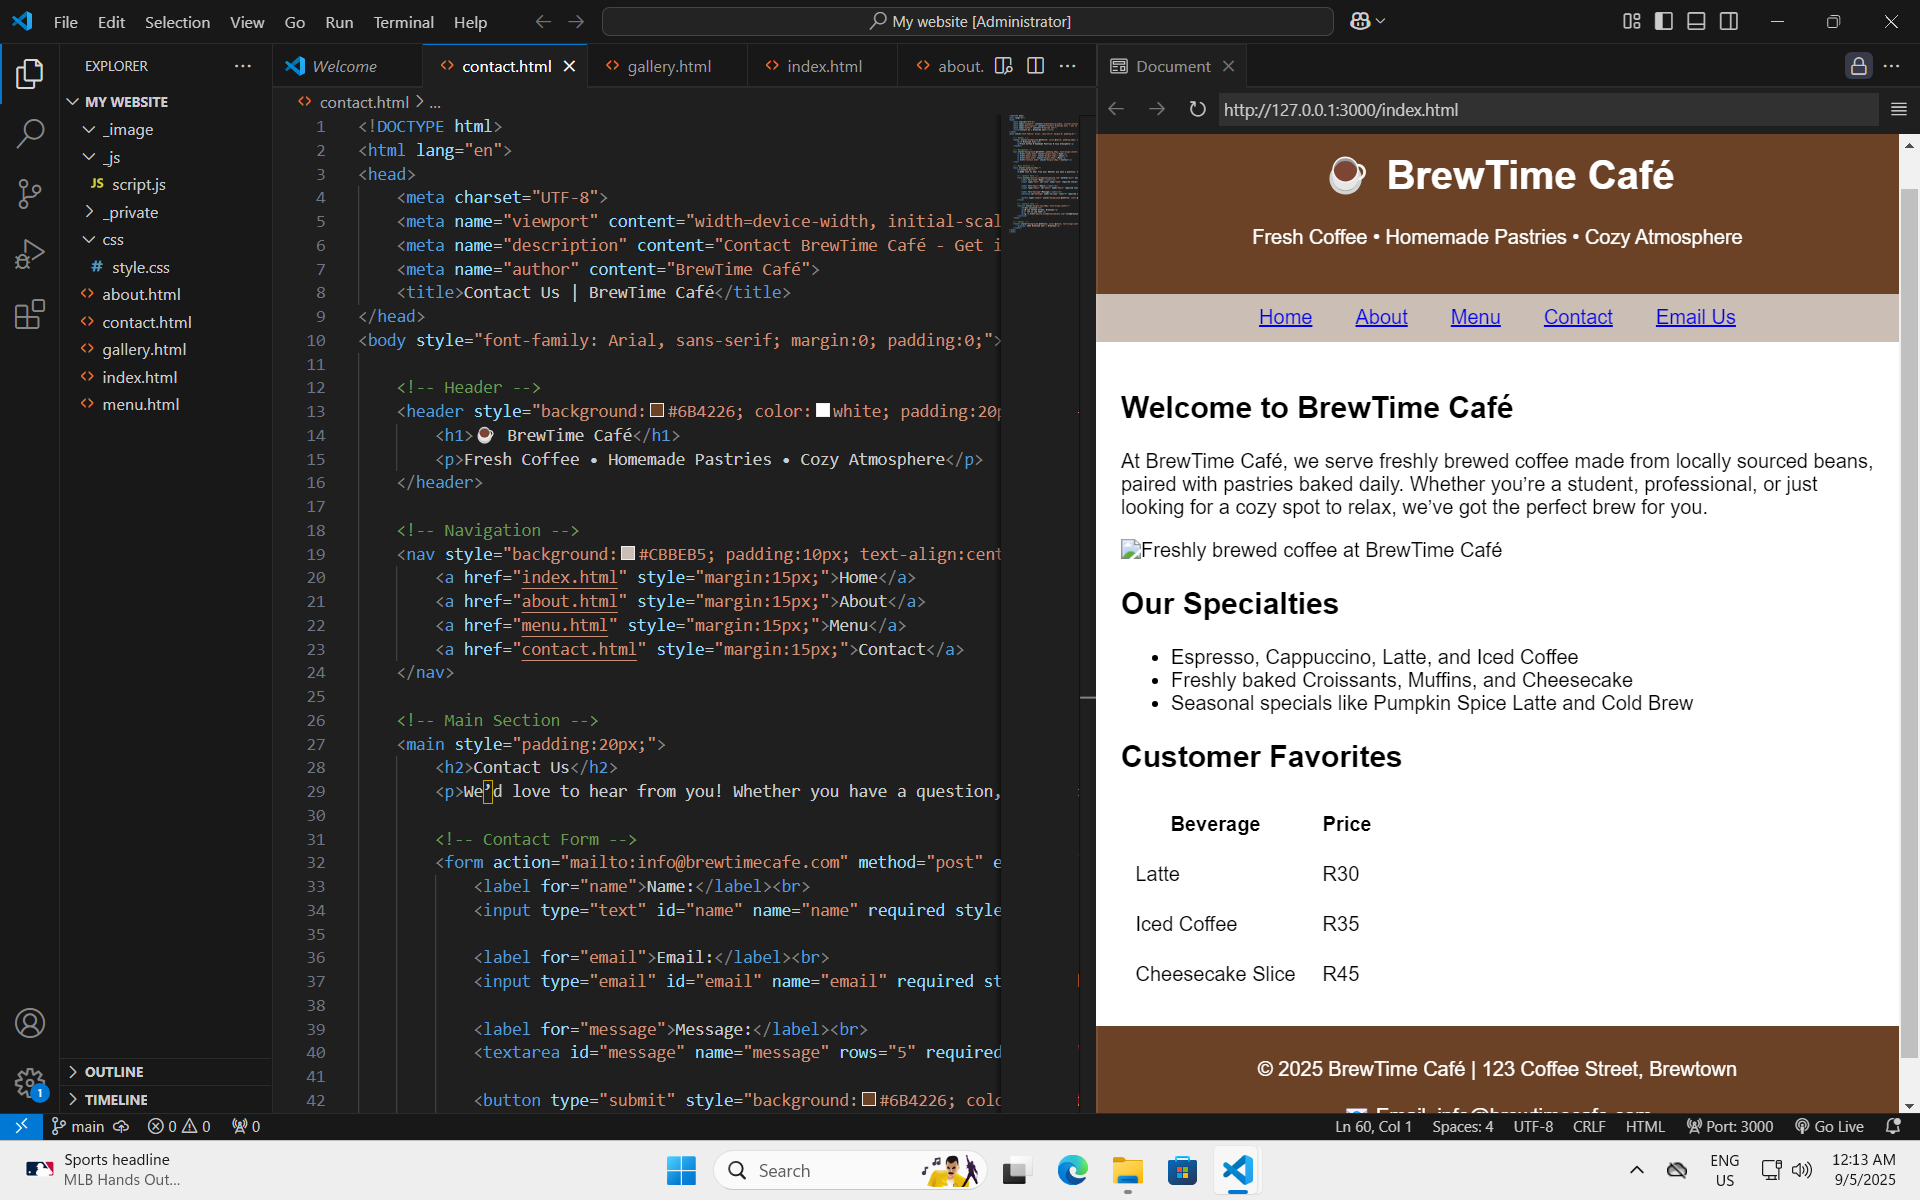 File Edit Selection View Go Run Terminal Help
My website [Administrator]
EXPLORER
MY WEBSITE
_image
_js
JS script.js
_private
css
# style.css
about.html
contact.html
gallery.html
index.html
menu.html
OUTLINE
TIMELINE
Welcome
contact.html
gallery.html
index.html
about.
contact.html > ...
1 <!DOCTYPE html>
2 <html lang="en">
3 <head>
4 <meta charset="UTF-8">
5 <meta name="viewport" content="width=device-width, initial-scal
6 <meta name="description" content="Contact BrewTime Café - Get i
7 <meta name="author" content="BrewTime Café">
8 <title>Contact Us | BrewTime Café</title>
9 </head>
10 <body style="font-family: Arial, sans-serif; margin:0; padding:0;">
11
12 <!-- Header -->
13 <header style="background:#6B4226; color:white; padding:20p
14 <h1>☕ BrewTime Café</h1>
15 <p>Fresh Coffee • Homemade Pastries • Cozy Atmosphere</p>
16 </header>
17
18 <!-- Navigation -->
19 <nav style="background:#CBBEB5; padding:10px; text-align:cent
20 <a href="index.html" style="margin:15px;">Home</a>
21 <a href="about.html" style="margin:15px;">About</a>
22 <a href="menu.html" style="margin:15px;">Menu</a>
23 <a href="contact.html" style="margin:15px;">Contact</a>
24 </nav>
25
26 <!-- Main Section -->
27 <main style="padding:20px;">
28 <h2>Contact Us</h2>
29 <p>We’d love to hear from you! Whether you have a question,
30
31 <!-- Contact Form -->
32 <form action="mailto:info@brewtimecafe.com" method="post" e
33 <label for="name">Name:</label><br>
34 <input type="text" id="name" name="name" required style
35
36 <label for="email">Email:</label><br>
37 <input type="email" id="email" name="email" required st
38
39 <label for="message">Message:</label><br>
40 <textarea id="message" name="message" rows="5" required
41
42 <button type="submit" style="background:#6B4226; colo
Document
http://127.0.0.1:3000/index.html
☕ BrewTime Café
Fresh Coffee • Homemade Pastries • Cozy Atmosphere
Home About Menu Contact Email Us
Welcome to BrewTime Café
At BrewTime Café, we serve freshly brewed coffee made from locally sourced beans,
paired with pastries baked daily. Whether you’re a student, professional, or just
looking for a cozy spot to relax, we’ve got the perfect brew for you.
Freshly brewed coffee at BrewTime Café
Our Specialties
• Espresso, Cappuccino, Latte, and Iced Coffee
• Freshly baked Croissants, Muffins, and Cheesecake
• Seasonal specials like Pumpkin Spice Latte and Cold Brew
Customer Favorites
Beverage Price
Latte R30
Iced Coffee R35
Cheesecake Slice R45
© 2025 BrewTime Café | 123 Coffee Street, Brewtown
Email: info@brewtimecafe.com
1
main 0 0 0
Ln 60, Col 1 Spaces: 4 UTF-8 CRLF HTML Port: 3000 Go Live
Sports headline
MLB Hands Out...
Search
ENG
US
12:13 AM
9/5/2025